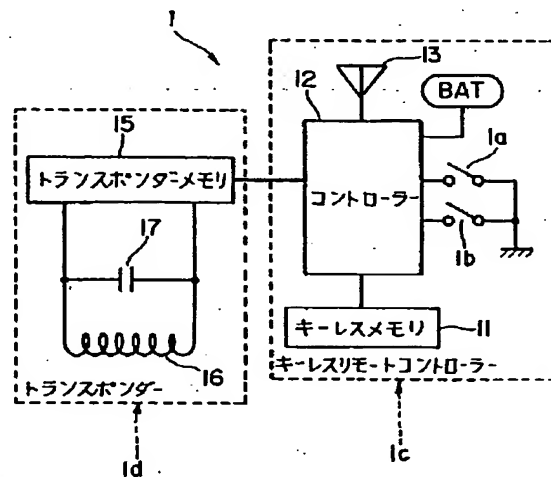 1
13
12
BAT
15
1a
トランスポンダーメモリ
コントローラー
17
1b
キーレスメモリ
11
16
トランスポンダー
キーレスリモートコントローラー
1d
1c